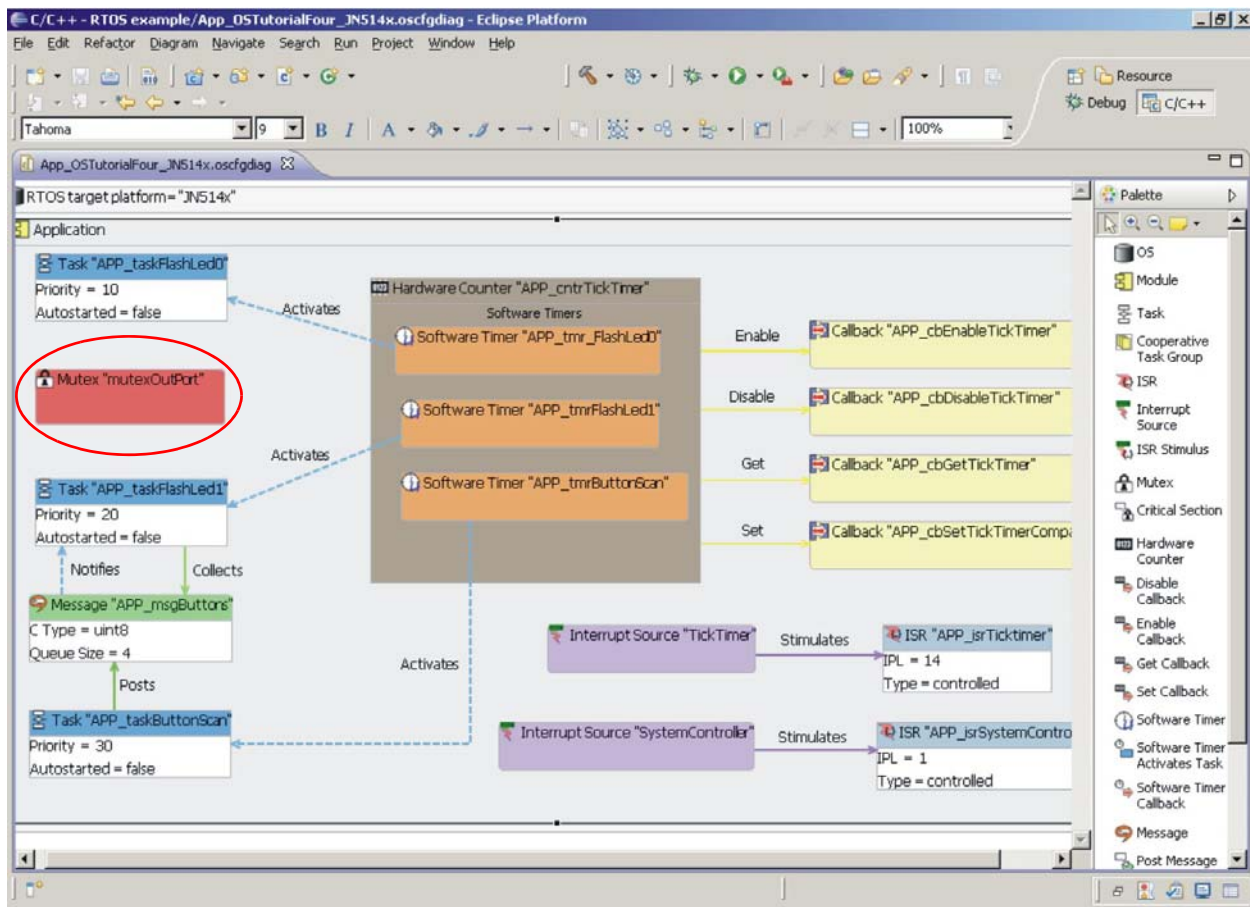 C/C++ - RTOS example/App_OSTutorialFour_JN514x.oscfgdiag - Eclipse Platform
File Edit Refactor Diagram Navigate Search Run Project Window Help
Resource
Debug C/C++
Tahoma 9 B I A 100%
App_OSTutorialFour_JN514x.oscfgdiag
RTOS target platform= "JN514x"
Application
Task "APP_taskFlashLed0"
Priority = 10
Autostarted = false
Activates
Mutex "mutexOutPort"
Activates
Task "APP_taskFlashLed1"
Priority = 20
Autostarted = false
Notifies
Collects
Message "APP_msgButtons"
C Type = uint8
Queue Size = 4
Posts
Task "APP_taskButtonScan"
Priority = 30
Autostarted = false
Hardware Counter "APP_cntrTickTimer"
Software Timers
Software Timer "APP_tmr_FlashLed0"
Software Timer "APP_tmrFlashLed1"
Software Timer "APP_tmrButtonScan"
Activates
Enable
Callback "APP_cbEnableTickTimer"
Disable
Callback "APP_cbDisableTickTimer"
Get
Callback "APP_cbGetTickTimer"
Set
Callback "APP_cbSetTickTimerCompa
Interrupt Source "TickTimer"
Stimulates
ISR "APP_isrTicktimer"
IPL = 14
Type = controlled
Interrupt Source "SystemController"
Stimulates
ISR "APP_isrSystemContro
IPL = 1
Type = controlled
Palette
OS
Module
Task
Cooperative
Task Group
ISR
Interrupt
Source
ISR Stimulus
Mutex
Critical Section
Hardware
Counter
Disable
Callback
Enable
Callback
Get Callback
Set Callback
Software Timer
Software Timer
Activates Task
Software Timer
Callback
Message
Post Message